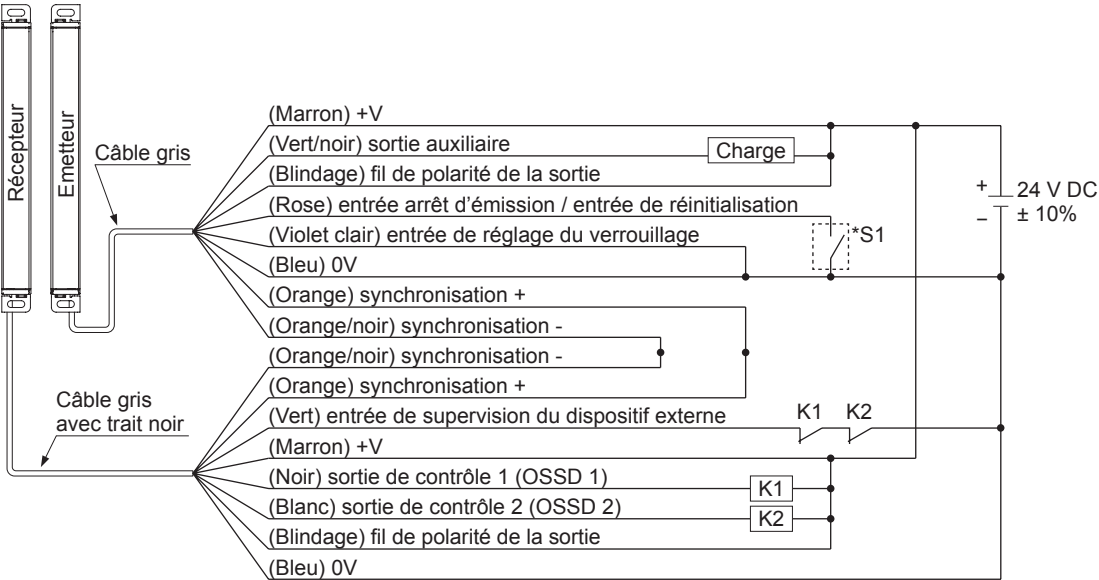 Récepteur
Emetteur
Câble gris
(Marron) +V
(Vert/noir) sortie auxiliaire
Charge
(Blindage) fil de polarité de la sortie
(Rose) entrée arrêt d'émission / entrée de réinitialisation
(Violet clair) entrée de réglage du verrouillage
*S1
+
−
24 V DC
± 10%
(Bleu) 0V
(Orange) synchronisation +
(Orange/noir) synchronisation -
(Orange/noir) synchronisation -
(Orange) synchronisation +
Câble gris
avec trait noir
(Vert) entrée de supervision du dispositif externe
K1
K2
(Marron) +V
(Noir) sortie de contrôle 1 (OSSD 1)
K1
(Blanc) sortie de contrôle 2 (OSSD 2)
K2
(Blindage) fil de polarité de la sortie
(Bleu) 0V